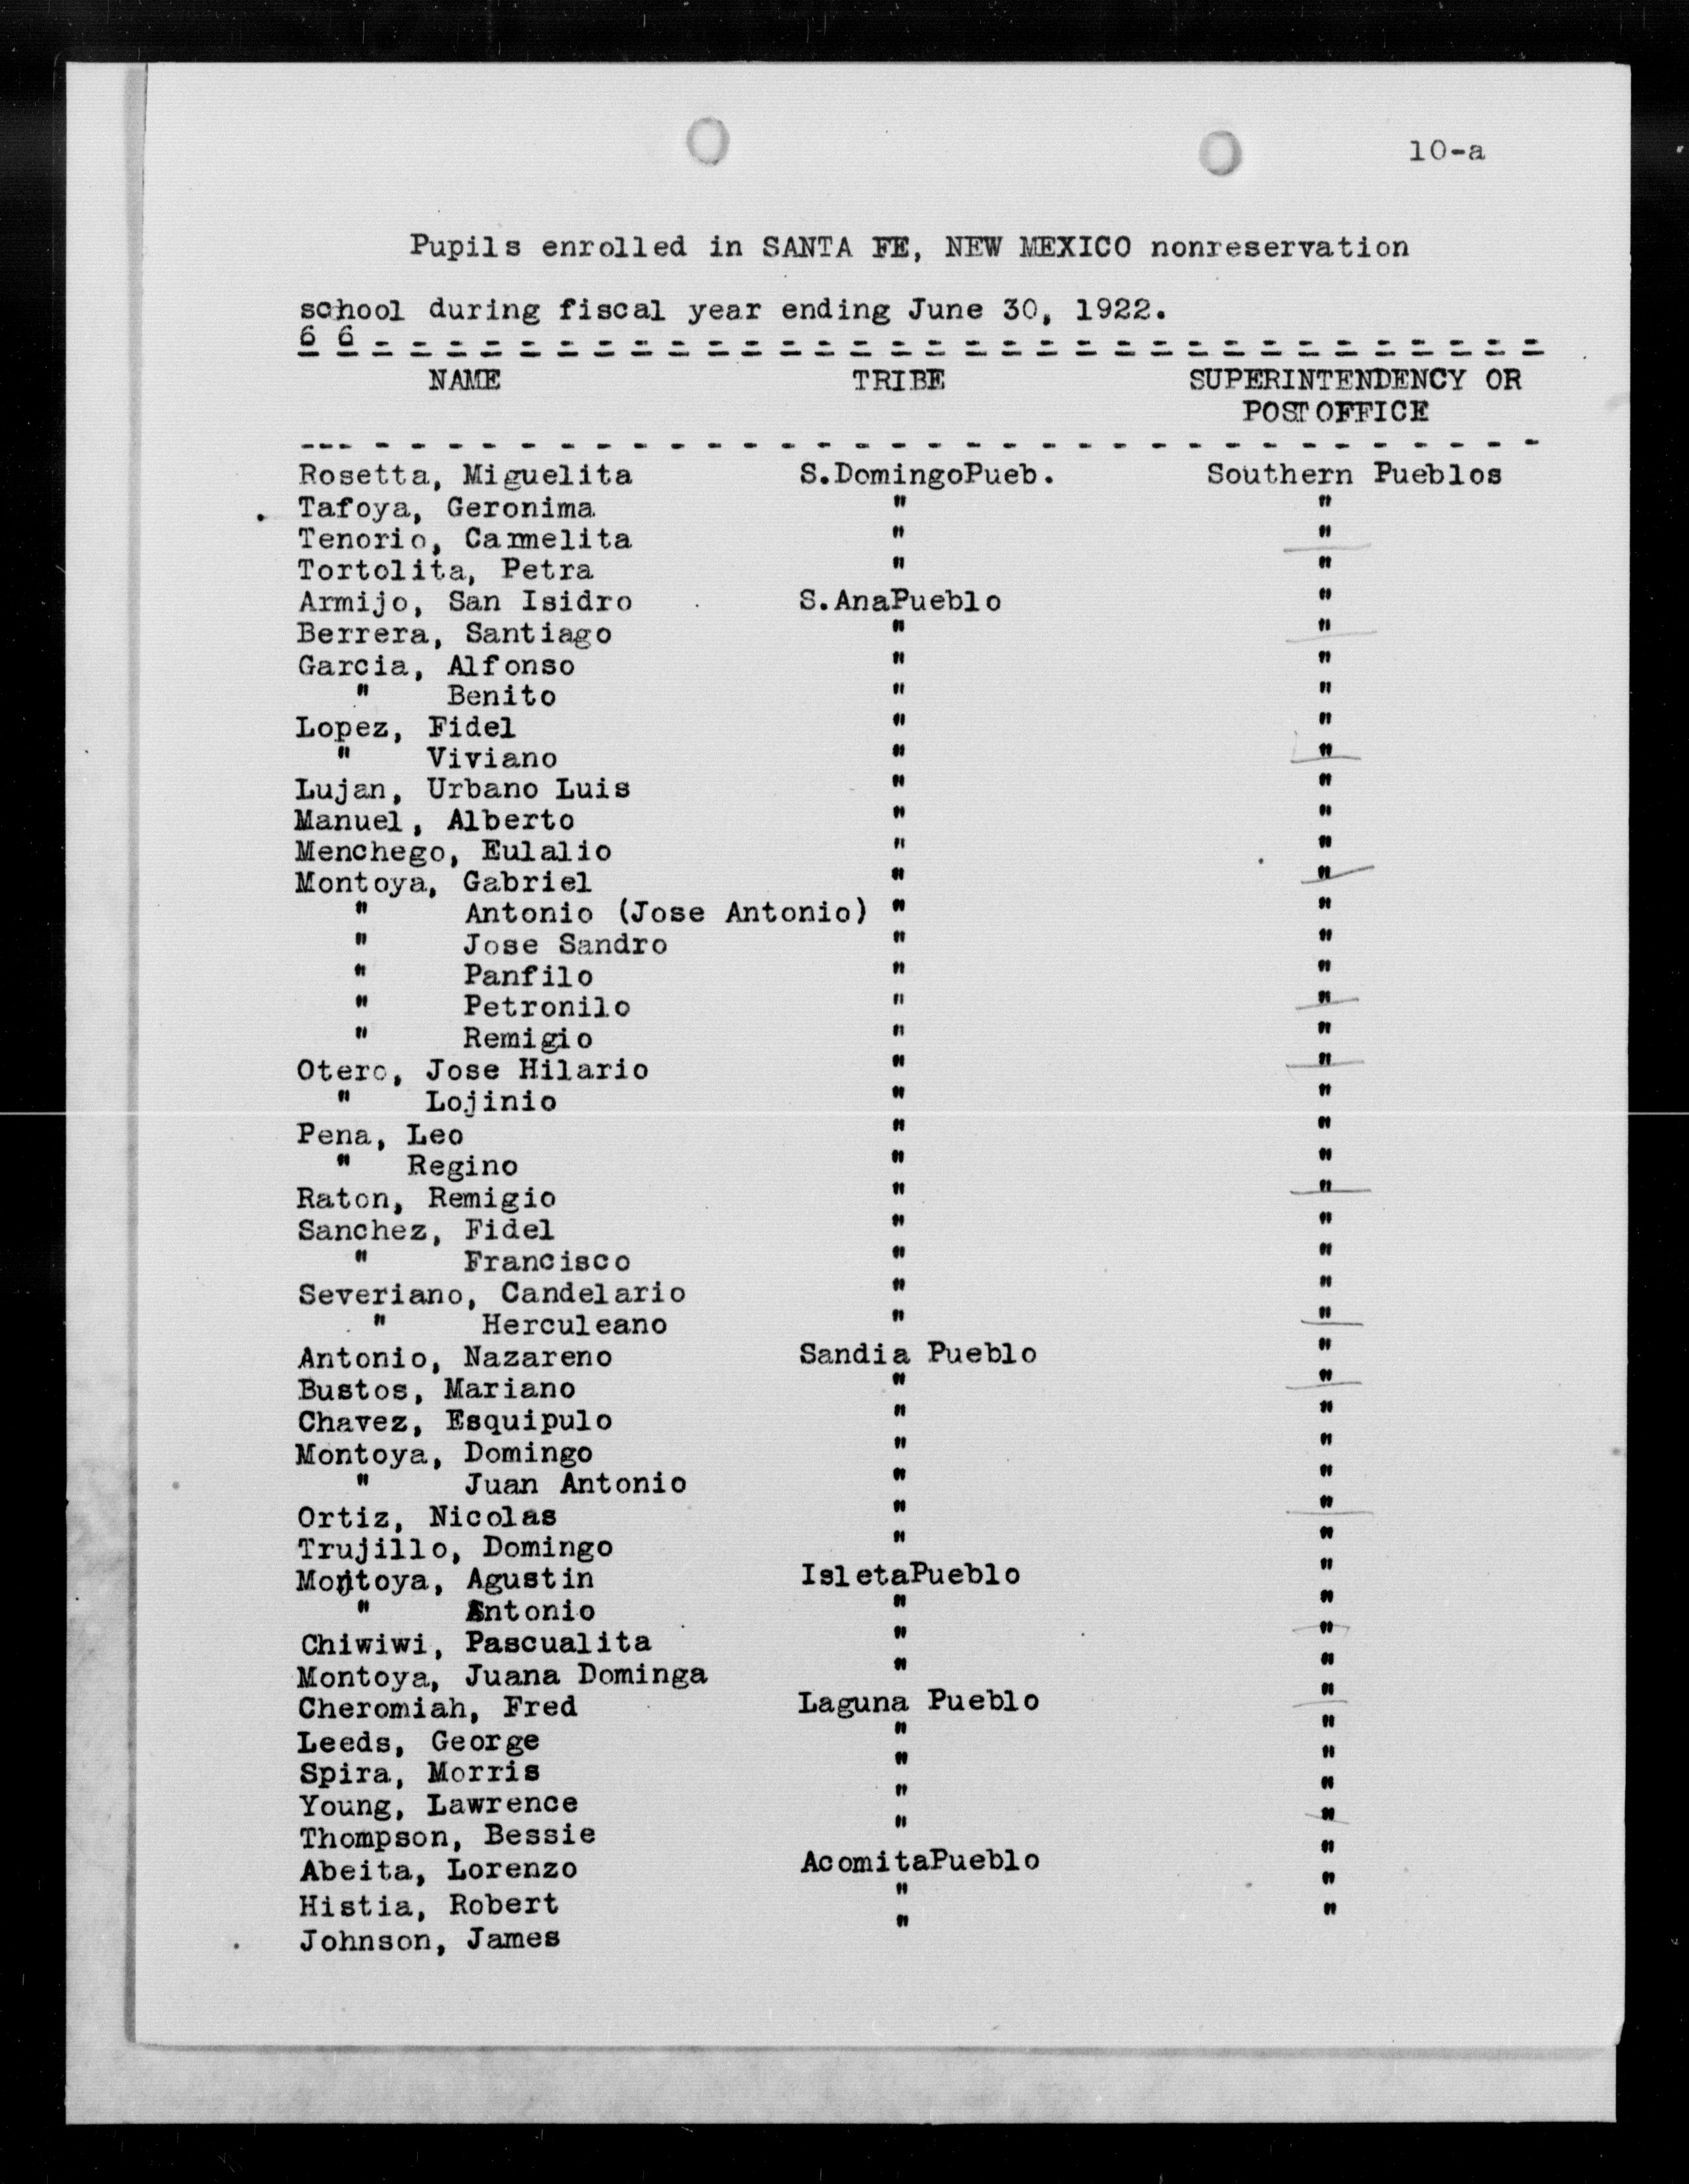 10-a
Pupils enrolled in SANTA FE, NEW MEXICO nonreservation
school during fiscal year ending June 30, 1922.
6 6 = = = = = = = = = = = = = = = = = = = = = = = = = = = = = = = =
NAME TRIBE SUPERINTENDENCY OR
POSTOFFICE
--- - - - - - - - - - - - - - - - - - - - - - - - - - - - - - - - -
Rosetta, Miguelita S.DomingoPueb. Southern Pueblos
Tafoya, Geronima " "
Tenorio, Carmelita " "
Tortolita, Petra " "
Armijo, San Isidro S.AnaPueblo "
Berrera, Santiago " "
Garcia, Alfonso " "
" Benito " "
Lopez, Fidel " "
" Viviano " "
Lujan, Urbano Luis " "
Manuel, Alberto " "
Menchego, Eulalio " "
Montoya, Gabriel " "
" Antonio (Jose Antonio) " "
" Jose Sandro " "
" Panfilo " "
" Petronilo " "
" Remigio " "
Otero, Jose Hilario " "
" Lojinio " "
Pena, Leo " "
" Regino " "
Raton, Remigio " "
Sanchez, Fidel " "
" Francisco " "
Severiano, Candelario " "
" Herculeano " "
Antonio, Nazareno Sandia Pueblo "
Bustos, Mariano " "
Chavez, Esquipulo " "
Montoya, Domingo " "
" Juan Antonio " "
Ortiz, Nicolas " "
Trujillo, Domingo " "
Montoya, Agustin IsletaPueblo "
" Antonio " "
Chiwiwi, Pascualita " "
Montoya, Juana Dominga " "
Cheromiah, Fred Laguna Pueblo "
Leeds, George " "
Spira, Morris " "
Young, Lawrence " "
Thompson, Bessie " "
Abeita, Lorenzo AcomitaPueblo "
Histia, Robert " "
Johnson, James " "